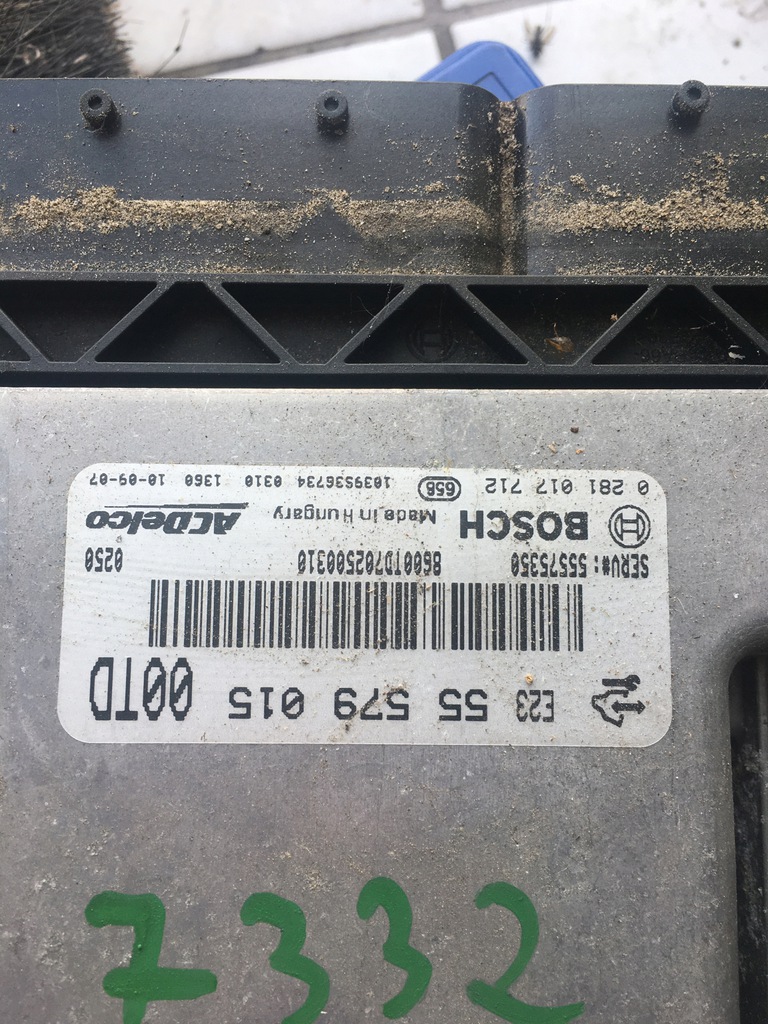 E23 55 579 015 00TD
SERV#: 55575350 8600TD702500310 0250
BOSCH Made in Hungary ACDelco
0 281 017 712 658 1039S36734 0310 1360 10-09-07
7332